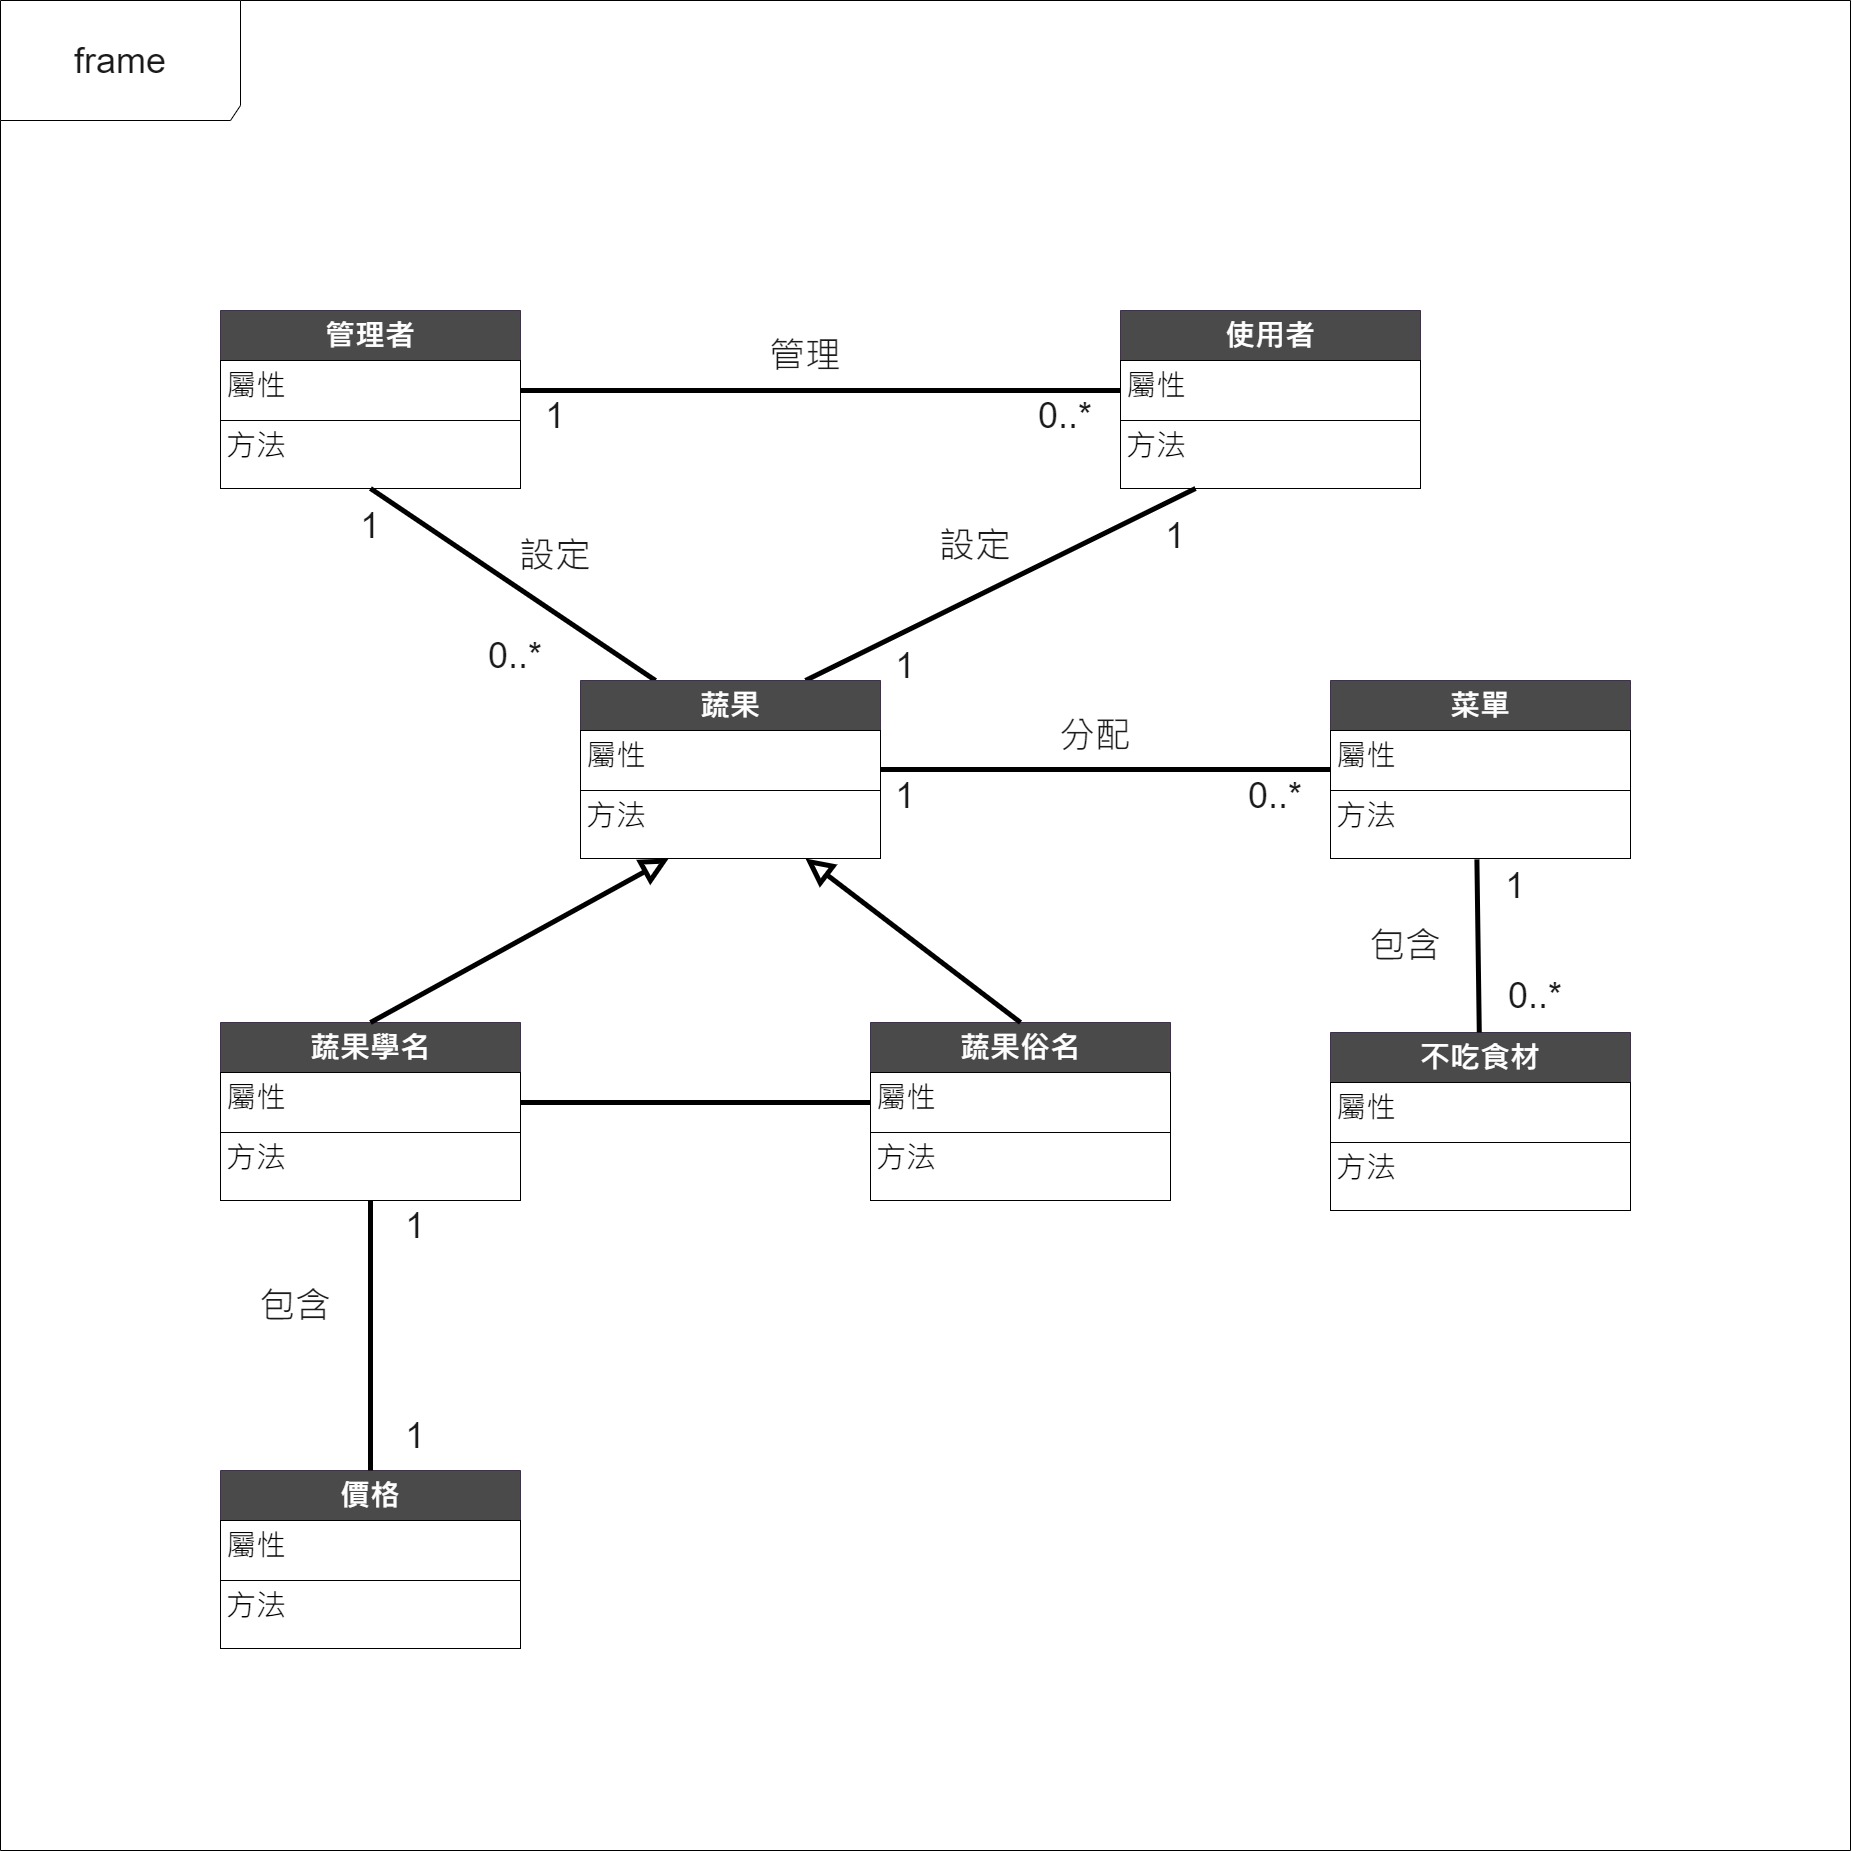 frame
管理者
屬性
方法
管理
1
0..*
使用者
屬性
方法
1
設定
0..*
設定
1
1
蔬果
屬性
方法
分配
1
0..*
菜單
屬性
方法
1
包含
0..*
蔬果學名
屬性
方法
蔬果俗名
屬性
方法
不吃食材
屬性
方法
1
包含
1
價格
屬性
方法